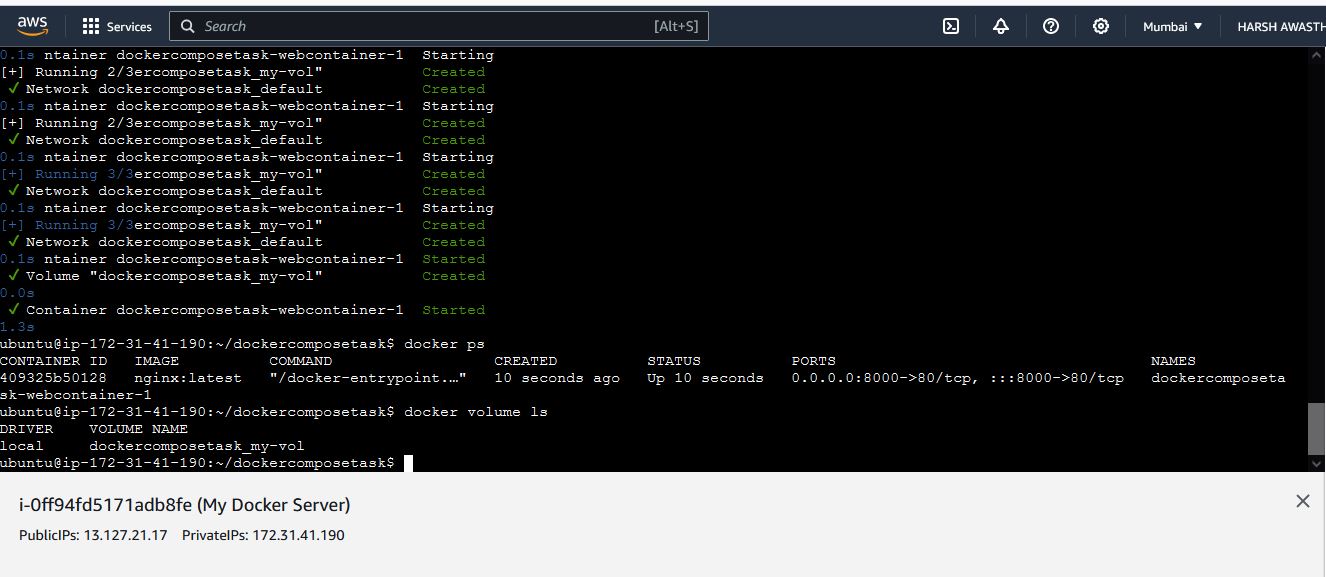 aws Services Search [Alt+S] Mumbai HARSH AWASTH
0.1s ntainer dockercomposetask-webcontainer-1 Starting
[+] Running 2/3ercomposetask_my-vol" Created
✓ Network dockercomposetask_default Created
0.1s ntainer dockercomposetask-webcontainer-1 Starting
[+] Running 2/3ercomposetask_my-vol" Created
✓ Network dockercomposetask_default Created
0.1s ntainer dockercomposetask-webcontainer-1 Starting
[+] Running 3/3ercomposetask_my-vol" Created
✓ Network dockercomposetask_default Created
0.1s ntainer dockercomposetask-webcontainer-1 Starting
[+] Running 3/3ercomposetask_my-vol" Created
✓ Network dockercomposetask_default Created
0.1s ntainer dockercomposetask-webcontainer-1 Started
✓ Volume "dockercomposetask_my-vol" Created
0.0s
✓ Container dockercomposetask-webcontainer-1 Started
1.3s
ubuntu@ip-172-31-41-190:~/dockercomposetask$ docker ps
CONTAINER ID IMAGE COMMAND CREATED STATUS PORTS NAMES
409325b50128 nginx:latest "/docker-entrypoint.…" 10 seconds ago Up 10 seconds 0.0.0.0:8000->80/tcp, :::8000->80/tcp dockercomposeta
sk-webcontainer-1
ubuntu@ip-172-31-41-190:~/dockercomposetask$ docker volume ls
DRIVER VOLUME NAME
local dockercomposetask_my-vol
ubuntu@ip-172-31-41-190:~/dockercomposetask$
i-0ff94fd5171adb8fe (My Docker Server)
PublicIPs: 13.127.21.17 PrivateIPs: 172.31.41.190